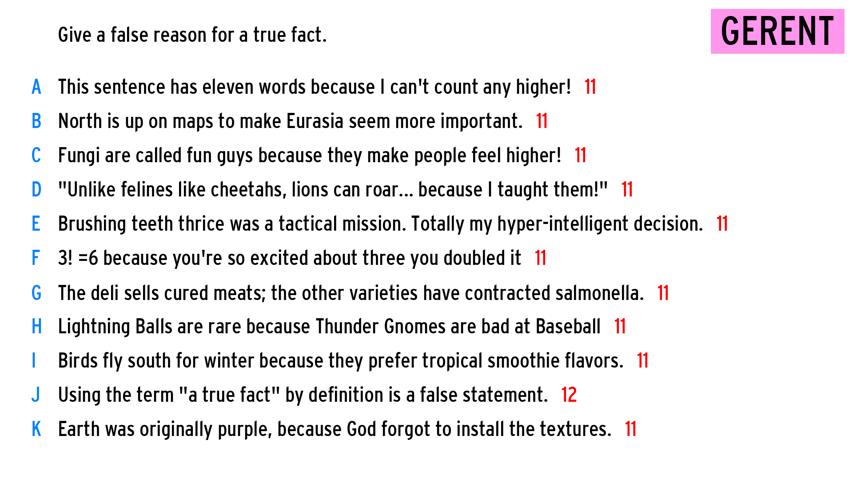 Give a false reason for a true fact.
GERENT
A This sentence has eleven words because I can't count any higher! 11
B North is up on maps to make Eurasia seem more important. 11
C Fungi are called fun guys because they make people feel higher! 11
D "Unlike felines like cheetahs, lions can roar... because I taught them!" 11
E Brushing teeth thrice was a tactical mission. Totally my hyper-intelligent decision. 11
F 3! =6 because you're so excited about three you doubled it 11
G The deli sells cured meats; the other varieties have contracted salmonella. 11
H Lightning Balls are rare because Thunder Gnomes are bad at Baseball 11
I Birds fly south for winter because they prefer tropical smoothie flavors. 11
J Using the term "a true fact" by definition is a false statement. 12
K Earth was originally purple, because God forgot to install the textures. 11